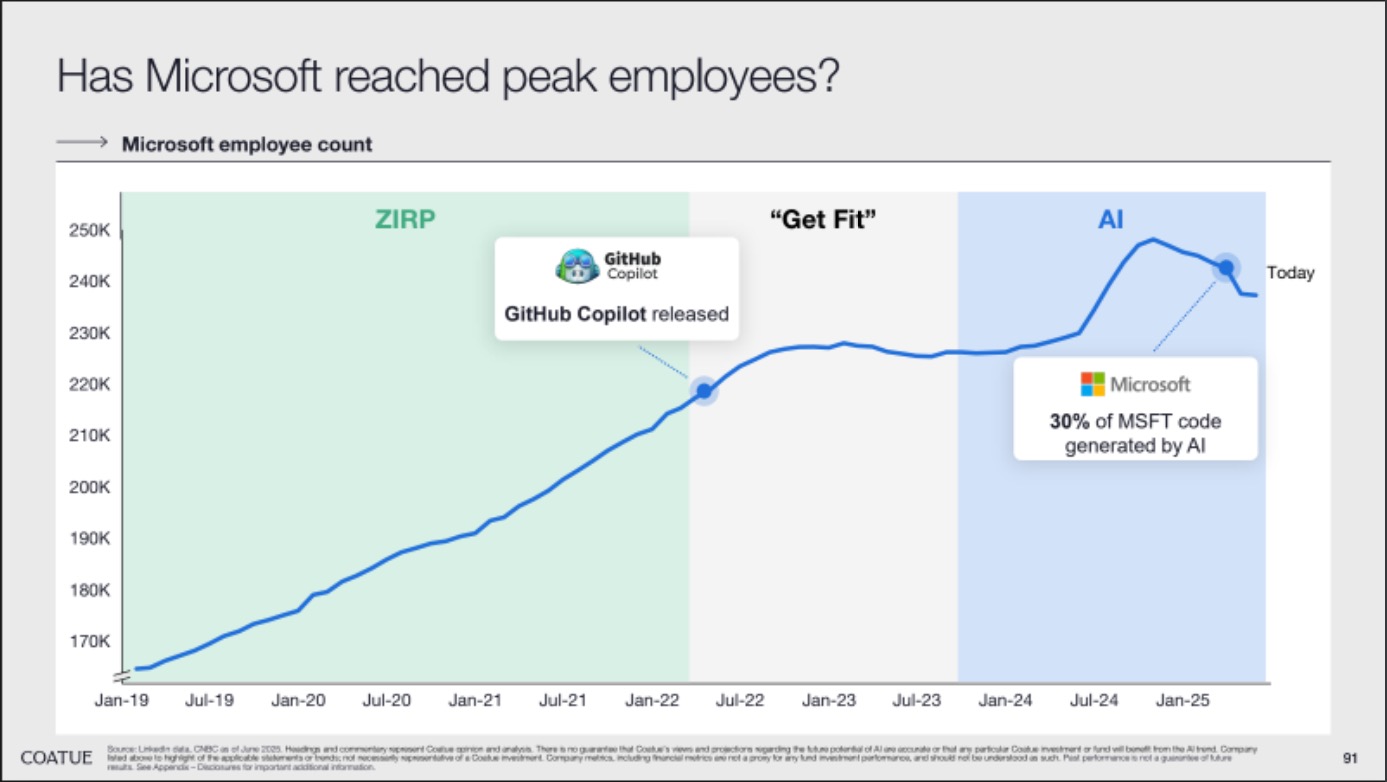 Has Microsoft reached peak employees?
Microsoft employee count
ZIRP
“Get Fit”
AI
250K
240K
230K
220K
210K
200K
190K
180K
170K
GitHub
Copilot
GitHub Copilot released
Today
Microsoft
30% of MSFT code
generated by AI
Jan-19
Jul-19
Jan-20
Jul-20
Jan-21
Jul-21
Jan-22
Jul-22
Jan-23
Jul-23
Jan-24
Jul-24
Jan-25
COATUE
Source: LinkedIn data, CNBC as of June 2025. Headings and commentary represent Coatue opinion and analysis. There is no guarantee that Coatue's views and projections regarding the future potential of AI are accurate or that any particular Coatue investment or fund will benefit from the AI trend. Company
listed above to highlight of the applicable statements or trends; not necessarily representative of a Coatue investment. Company metrics, including financial metrics are not a proxy for any fund investment performance, and should not be understood as such. Past performance is not a guarantee of future
results. See Appendix – Disclosures for important additional information.
91